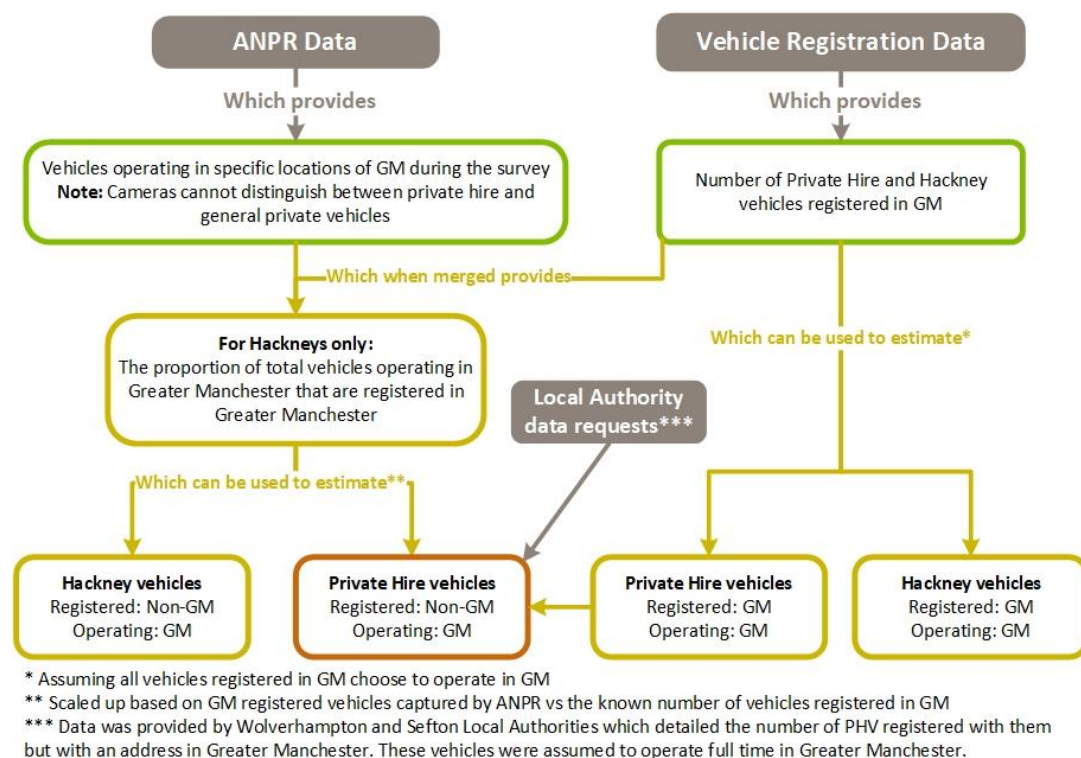 ANPR Data
Vehicle Registration Data
Which provides
Which provides
Vehicles operating in specific locations of GM during the survey
Note: Cameras cannot distinguish between private hire and
general private vehicles
Number of Private Hire and Hackney
vehicles registered in GM
Which when merged provides
For Hackneys only:
The proportion of total vehicles operating in
Greater Manchester that are registered in
Greater Manchester
Which can be used to estimate*
Local Authority
data requests***
Which can be used to estimate**
Hackney vehicles
Registered: Non-GM
Operating: GM
Private Hire vehicles
Registered: Non-GM
Operating: GM
Private Hire vehicles
Registered: GM
Operating: GM
Hackney vehicles
Registered: GM
Operating: GM
* Assuming all vehicles registered in GM choose to operate in GM
** Scaled up based on GM registered vehicles captured by ANPR vs the known number of vehicles registered in GM
*** Data was provided by Wolverhampton and Sefton Local Authorities which detailed the number of PHV registered with them
but with an address in Greater Manchester. These vehicles were assumed to operate full time in Greater Manchester.